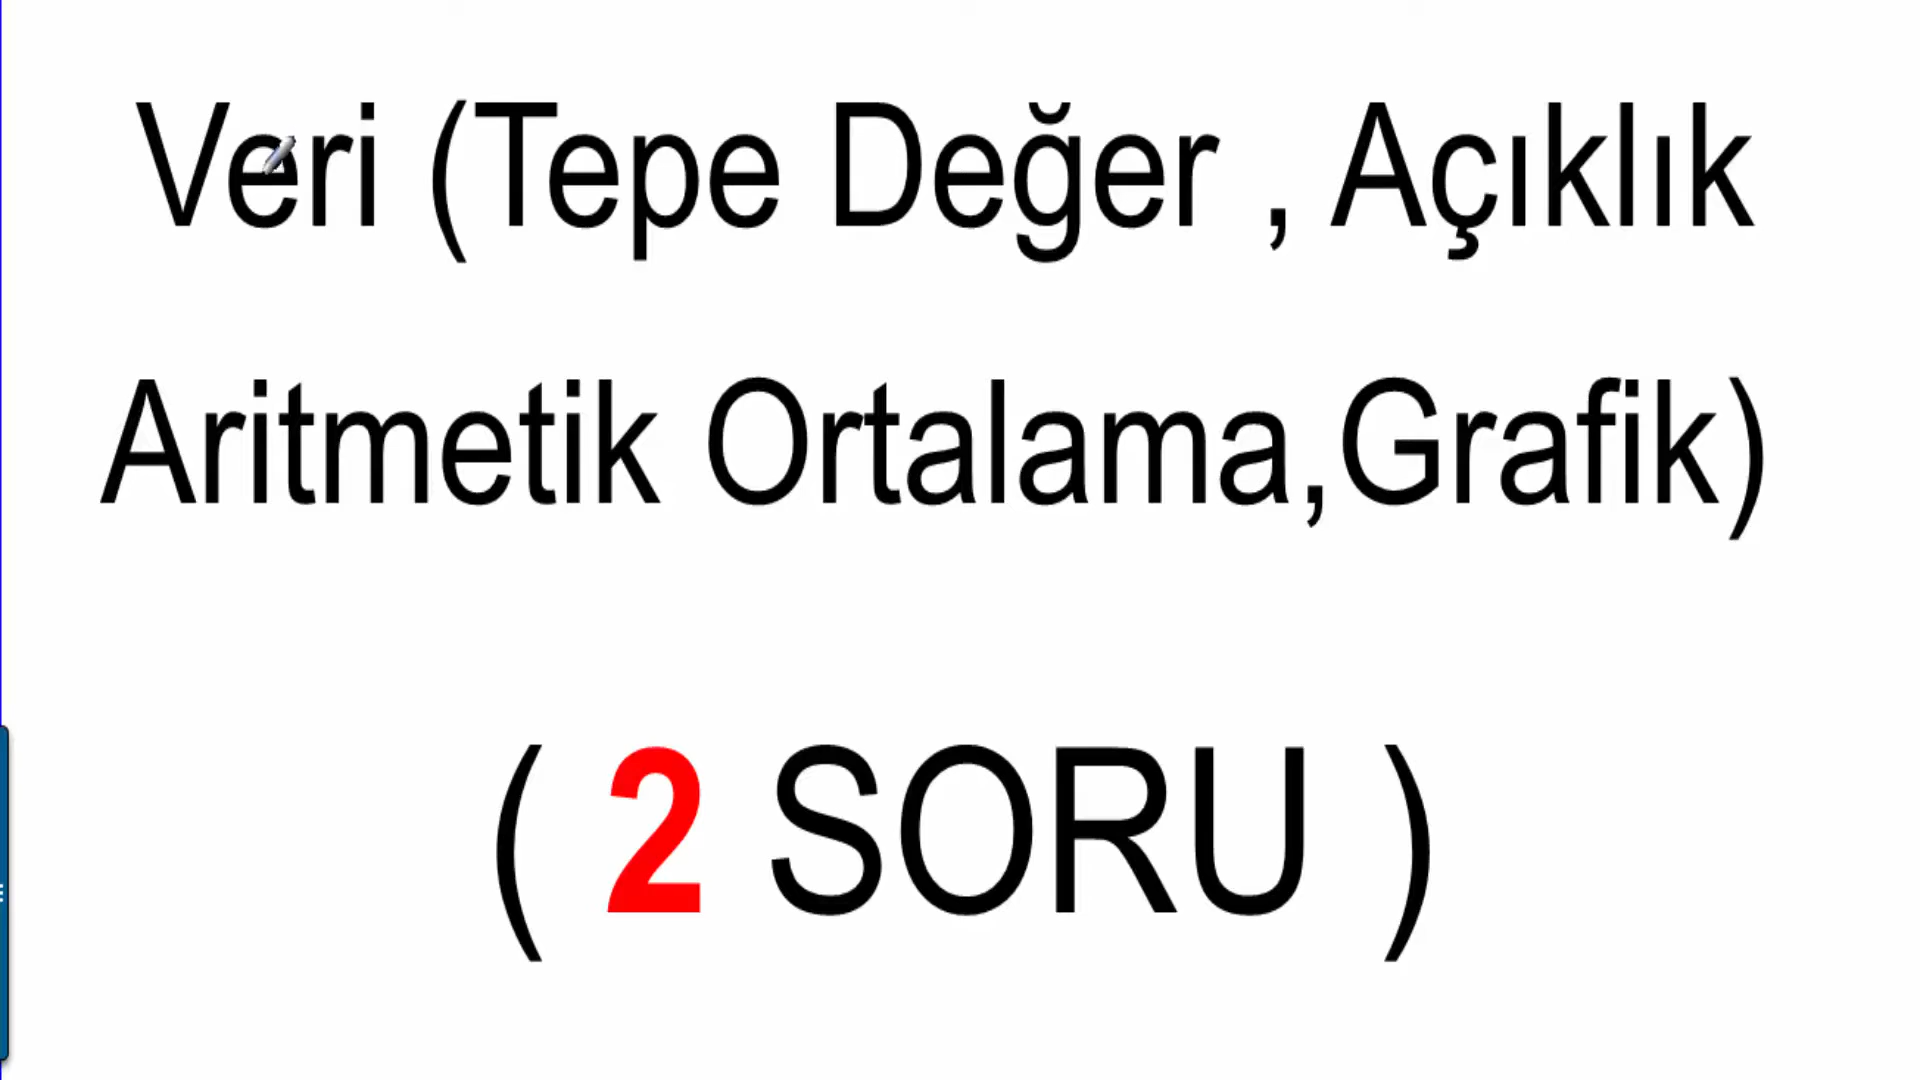 Veri (Tepe Değer , Açıklık
Aritmetik Ortalama,Grafik)
( 2 SORU )